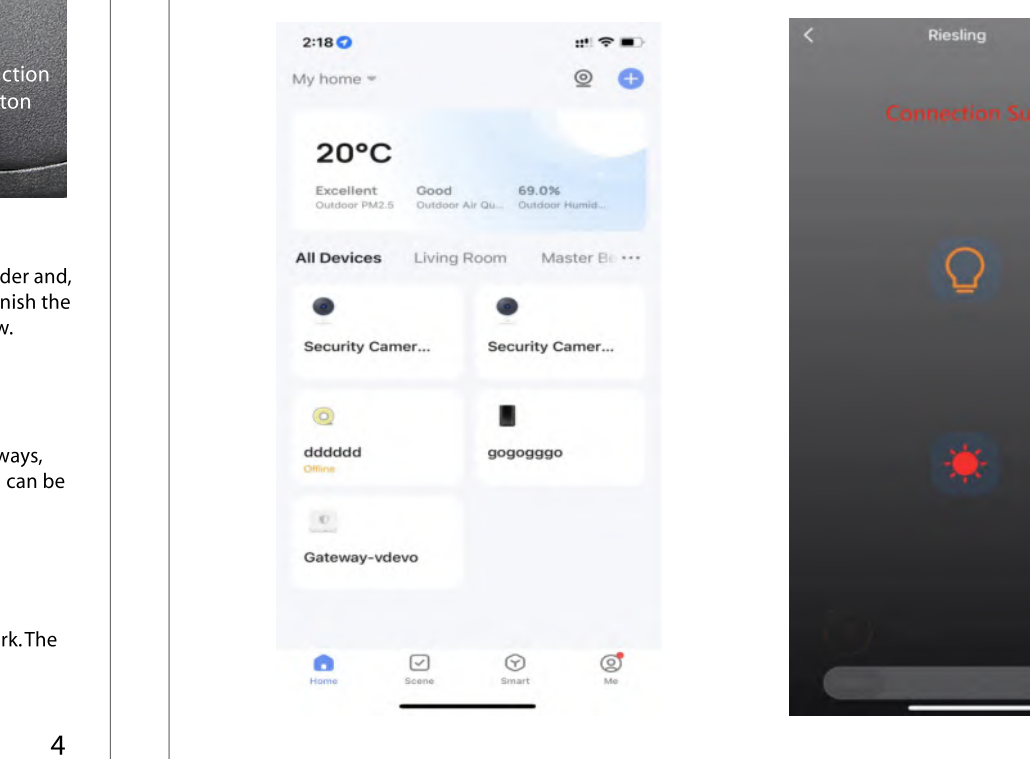 ction
ton
der and,
nish the
w.
ways,
can be
rk. The
4
2:18
My home
20°C
Excellent Good 69.0%
Outdoor PM2.5 Outdoor Air Qu... Outdoor Humid...
All Devices Living Room Master Be ...
Security Camer... Security Camer...
dddddd gogogggo
Offline
Gateway-vdevo
Home Scene Smart Me
Riesling
Connection Su